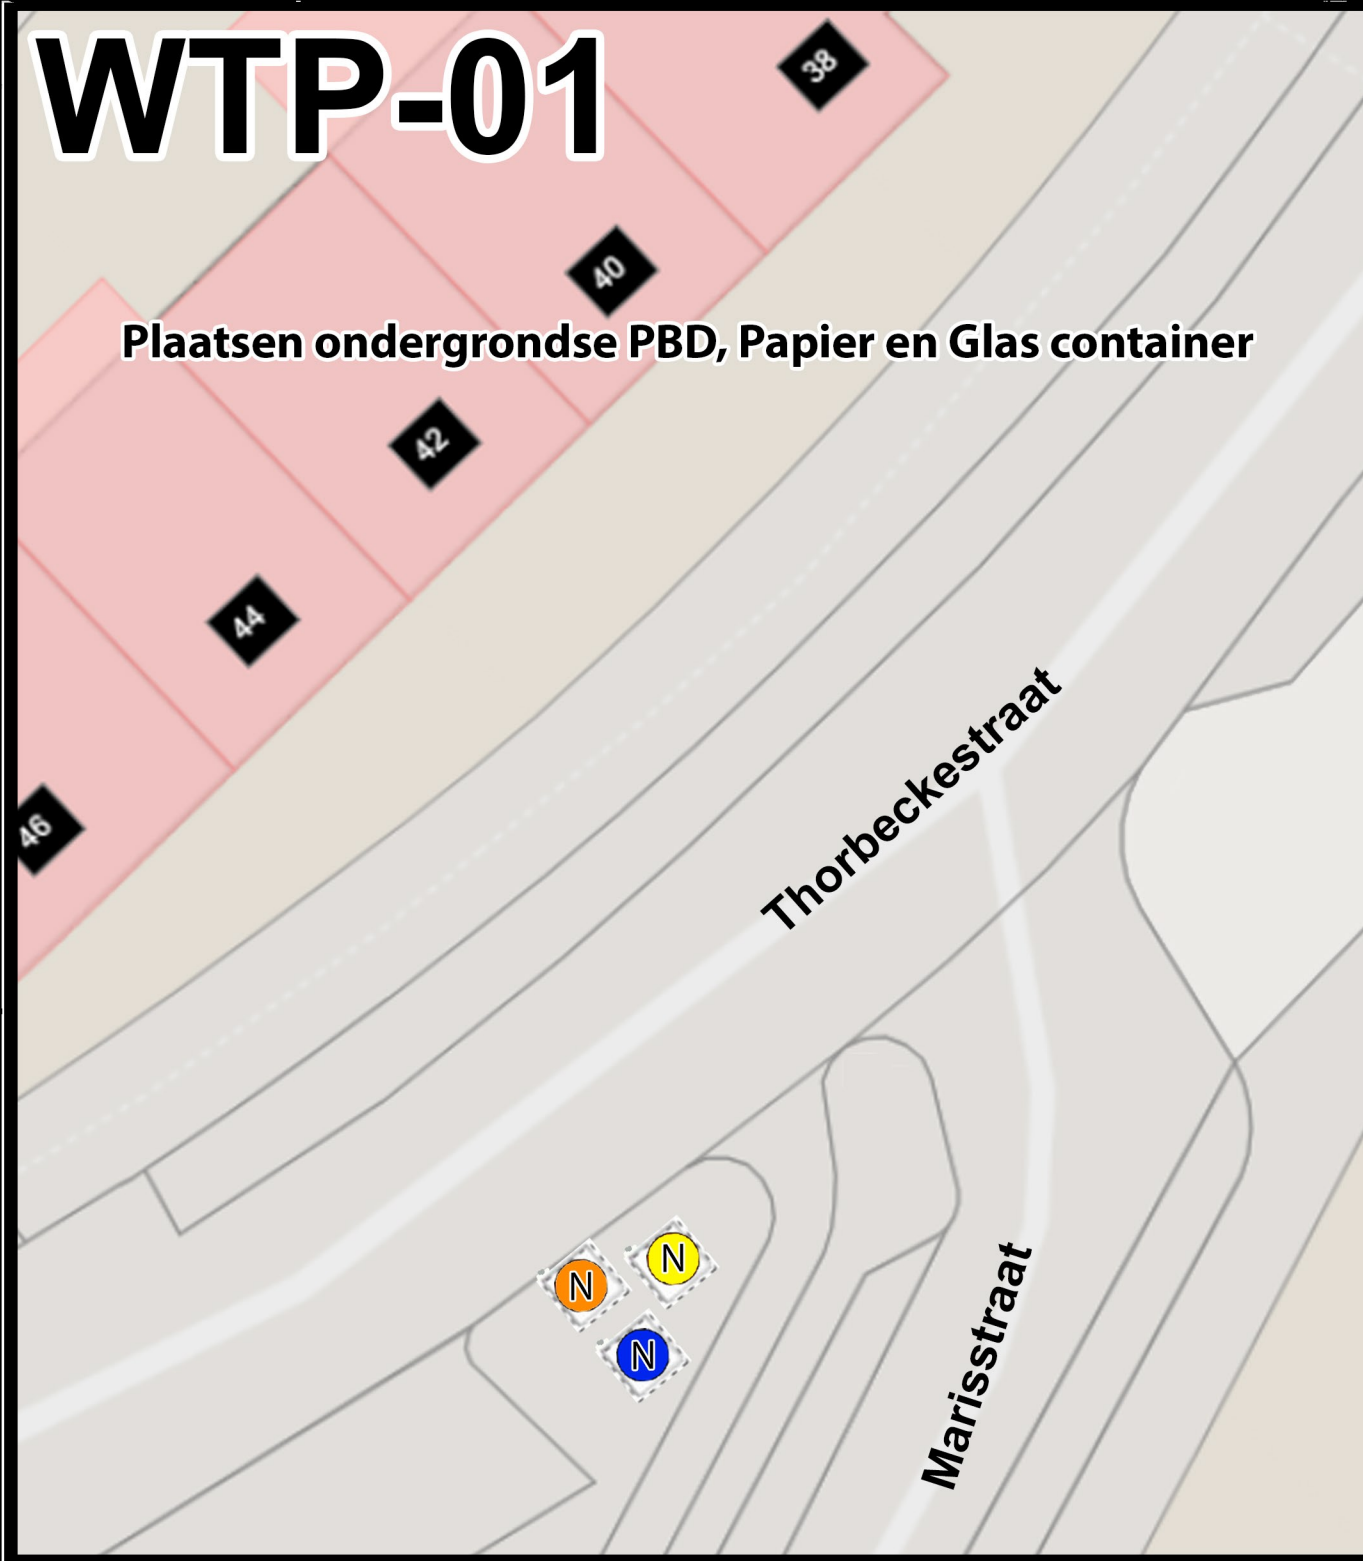 WTP-01
38
40
Plaatsen ondergrondse PBD, Papier en Glas container
42
44
46
Thorbeckestraat
N
N
N
Marisstraat